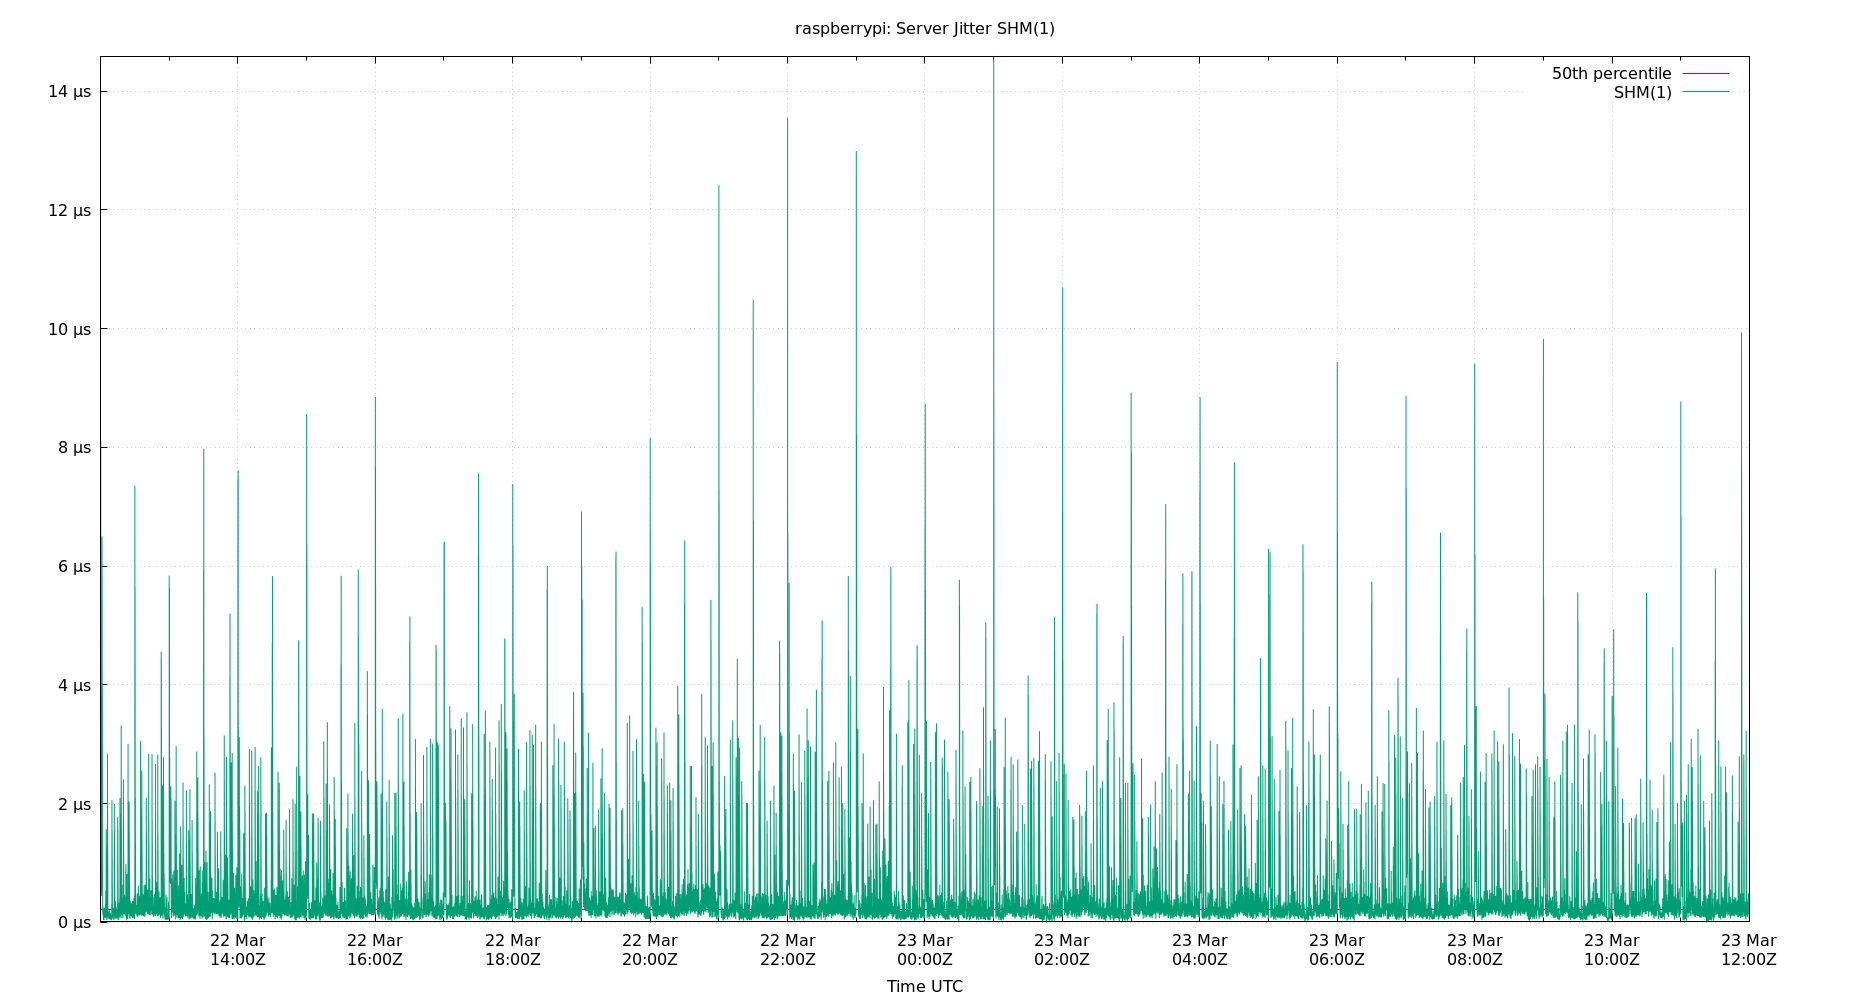 raspberrypi: Server Jitter SHM(1)
50th percentile
SHM(1)
14 µs
12 µs
10 µs
8 µs
6 µs
4 µs
2 µs
0 µs
22 Mar 22 Mar 22 Mar 22 Mar 22 Mar 23 Mar 23 Mar 23 Mar 23 Mar 23 Mar 23 Mar 23 Mar
14:00Z 16:00Z 18:00Z 20:00Z 22:00Z 00:00Z 02:00Z 04:00Z 06:00Z 08:00Z 10:00Z 12:00Z
Time UTC